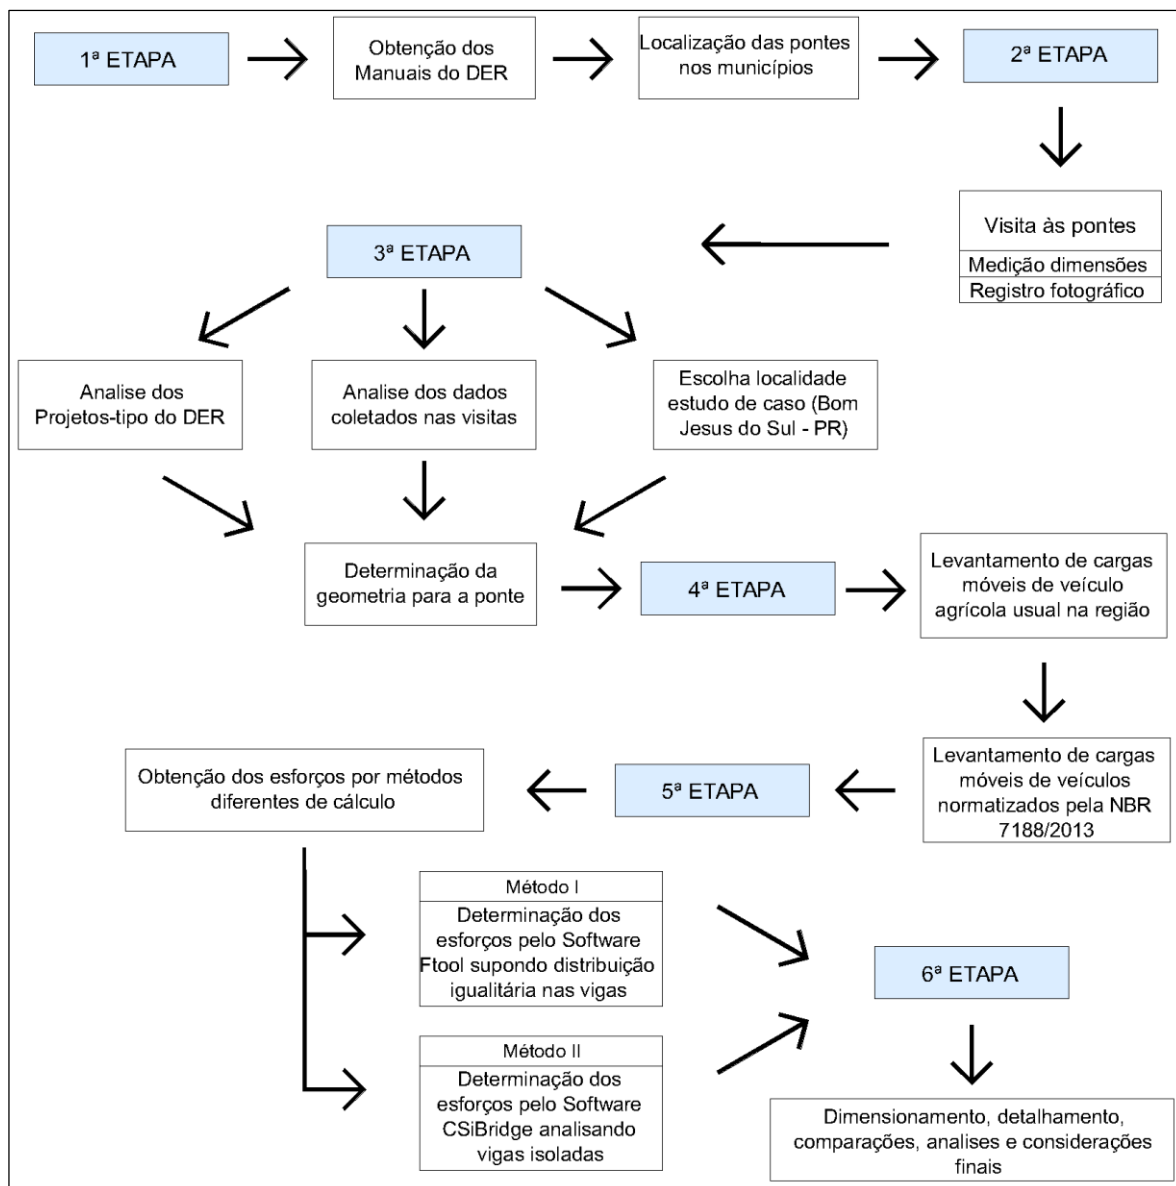 1ª ETAPA
Obtenção dos
Manuais do DER
Localização das pontes
nos municípios
2ª ETAPA
Visita às pontes
Medição dimensões
Registro fotográfico
3ª ETAPA
Analise dos
Projetos-tipo do DER
Analise dos dados
coletados nas visitas
Escolha localidade
estudo de caso (Bom
Jesus do Sul - PR)
Determinação da
geometria para a ponte
4ª ETAPA
Levantamento de cargas
móveis de veículo
agrícola usual na região
Levantamento de cargas
móveis de veículos
normatizados pela NBR
7188/2013
5ª ETAPA
Obtenção dos esforços por métodos
diferentes de cálculo
Método I
Determinação dos
esforços pelo Software
Ftool supondo distribuição
igualitária nas vigas
Método II
Determinação dos
esforços pelo Software
CSiBridge analisando
vigas isoladas
6ª ETAPA
Dimensionamento, detalhamento,
comparações, analises e considerações
finais